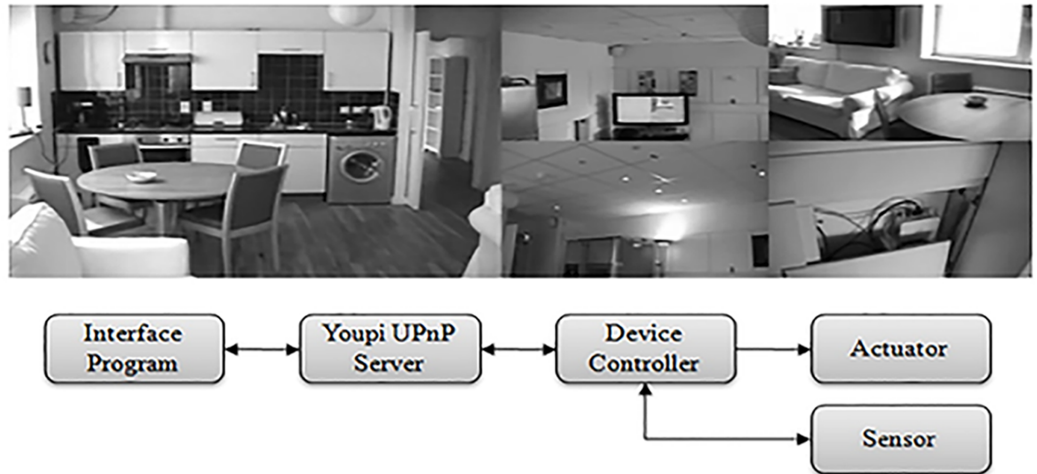 Interface
Program
Youpi UPnP
Server
Device
Controller
Actuator
Sensor